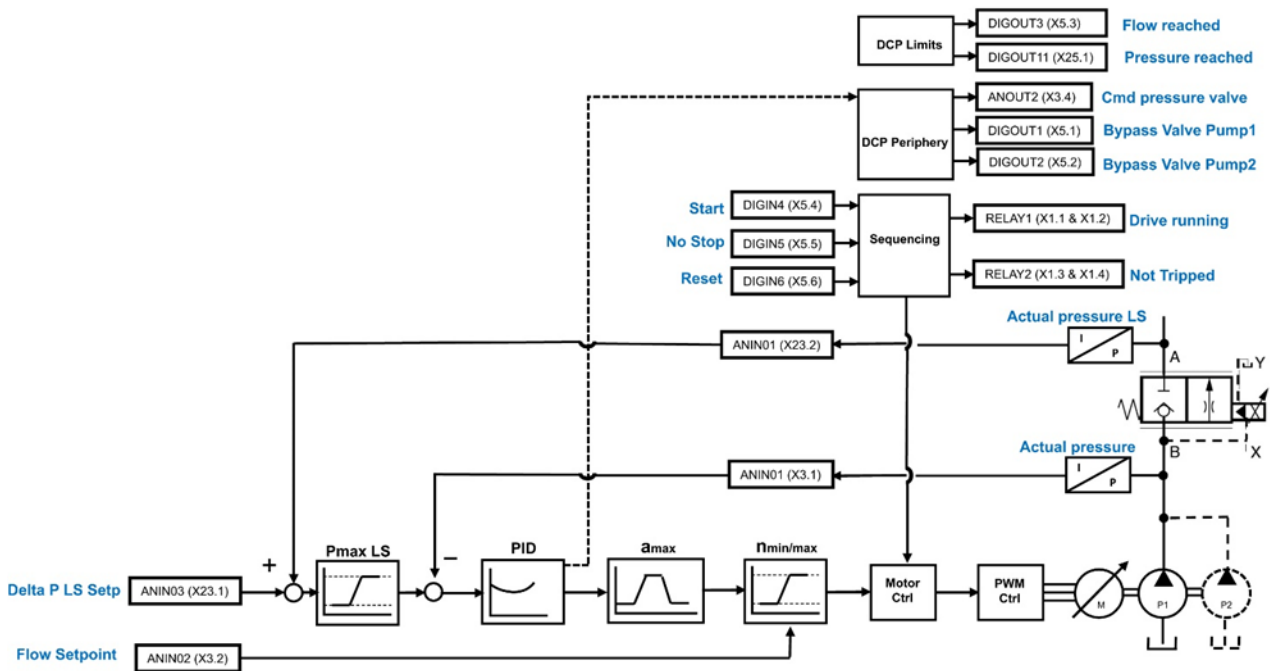 DCP Limits
DIGOUT3 (X5.3)
Flow reached
DIGOUT11 (X25.1)
Pressure reached
DCP Periphery
ANOUT2 (X3.4)
Cmd pressure valve
DIGOUT1 (X5.1)
Bypass Valve Pump1
DIGOUT2 (X5.2)
Bypass Valve Pump2
Start
DIGIN4 (X5.4)
No Stop
DIGIN5 (X5.5)
Reset
DIGIN6 (X5.6)
Sequencing
RELAY1 (X1.1 & X1.2)
Drive running
RELAY2 (X1.3 & X1.4)
Not Tripped
Actual pressure LS
ANIN01 (X23.2)
I
P
A
Y
B
X
Actual pressure
ANIN01 (X3.1)
I
P
+
Pmax LS
−
PID
amax
nmin/max
Delta P LS Setp
ANIN03 (X23.1)
Motor
Ctrl
PWM
Ctrl
M
P1
P2
Flow Setpoint
ANIN02 (X3.2)